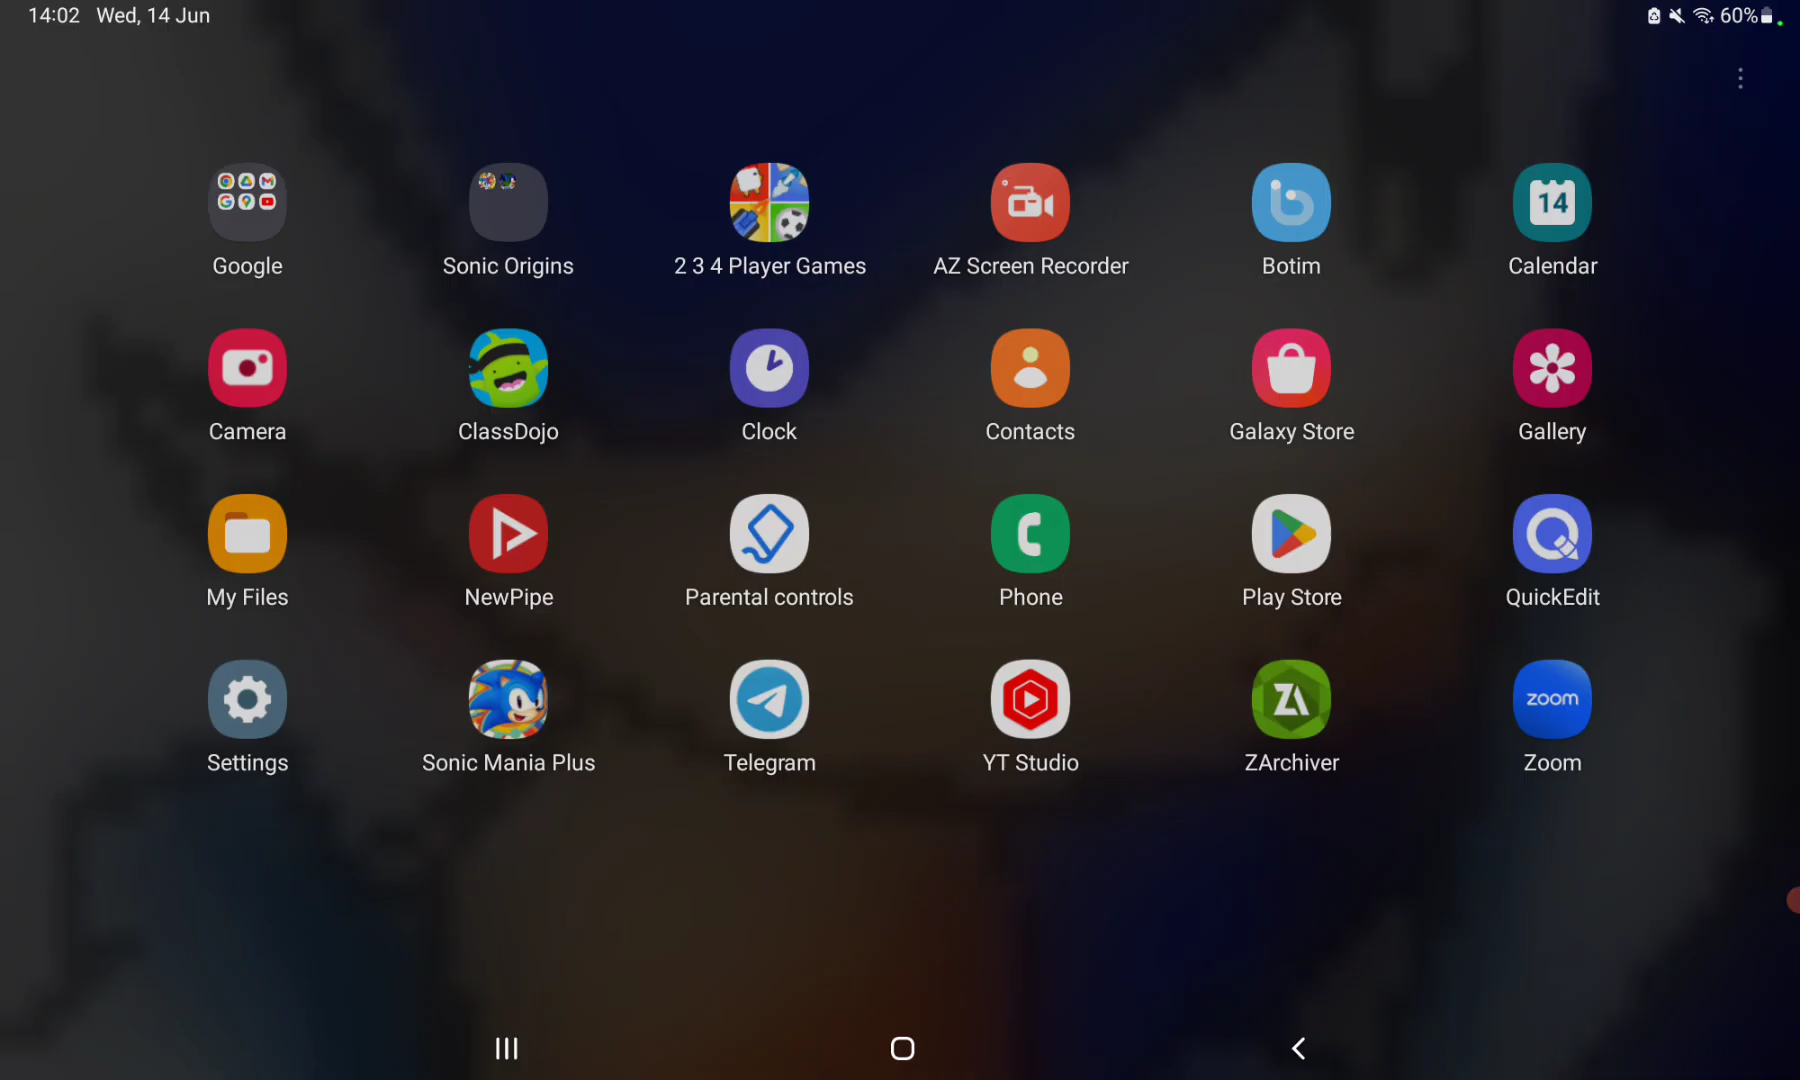 14:02 Wed, 14 Jun 60%
Google Sonic Origins 2 3 4 Player Games AZ Screen Recorder Botim Calendar
14
Camera ClassDojo Clock Contacts Galaxy Store Gallery
My Files NewPipe Parental controls Phone Play Store QuickEdit
zoom
Settings Sonic Mania Plus Telegram YT Studio ZArchiver Zoom